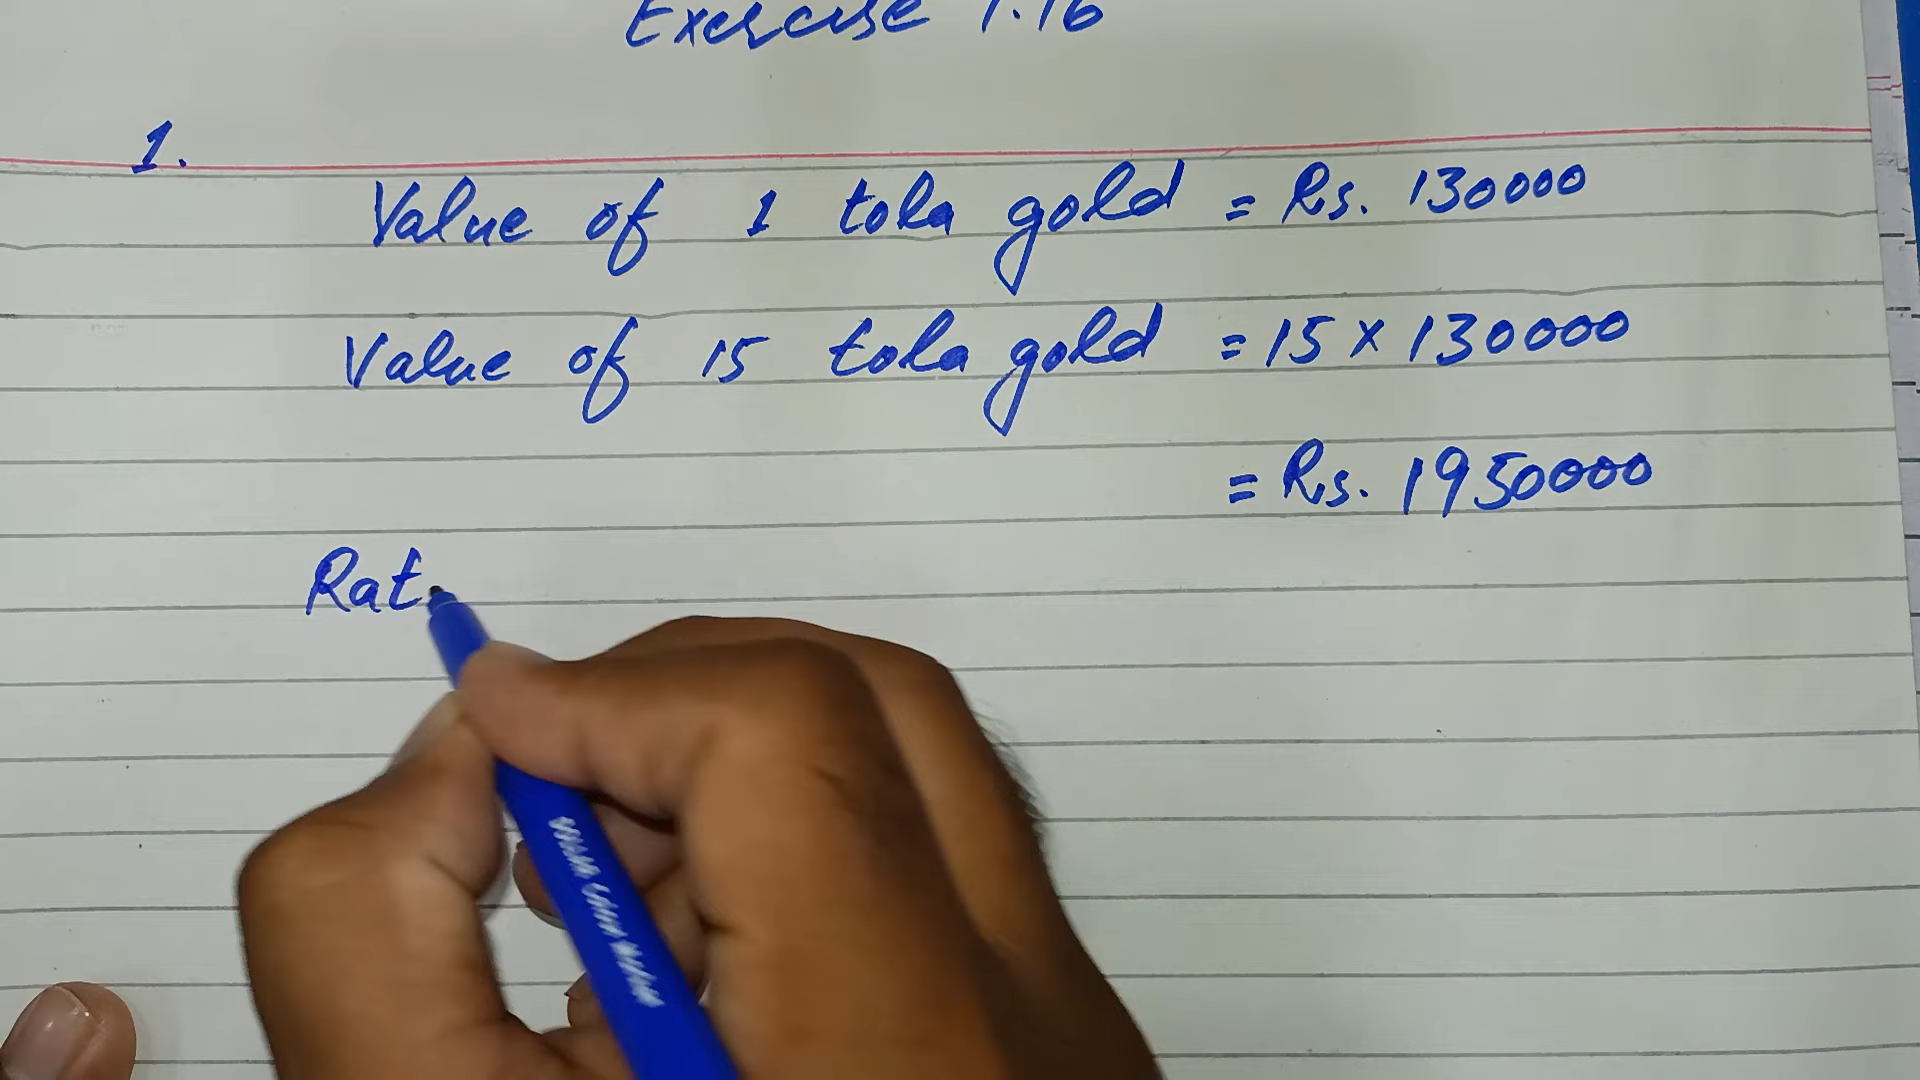 Exercise 1.16
1.
Value of 1 tola gold = Rs. 130000
Value of 15 tola gold = 15 x 130000
= Rs. 1950000
Rat